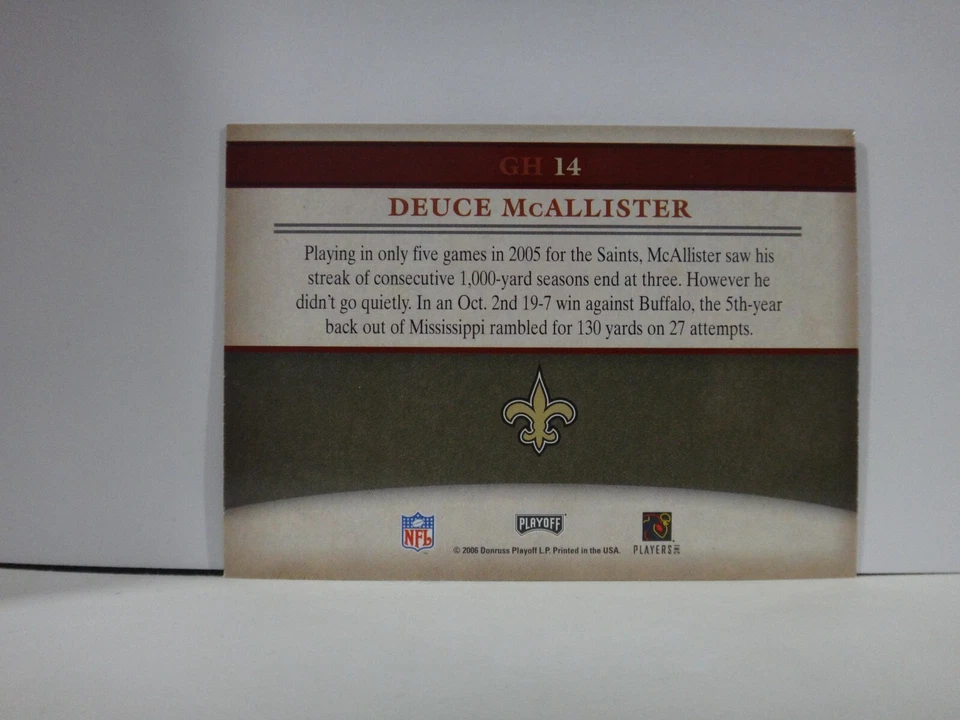 GH 14
DEUCE McALLISTER
Playing in only five games in 2005 for the Saints, McAllister saw his
streak of consecutive 1,000-yard seasons end at three. However he
didn't go quietly. In an Oct. 2nd 19-7 win against Buffalo, the 5th-year
back out of Mississippi rambled for 130 yards on 27 attempts.
NFL
PLAYOFF
PLAYERS INC
© 2006 Donruss Playoff L.P. Printed in the USA.